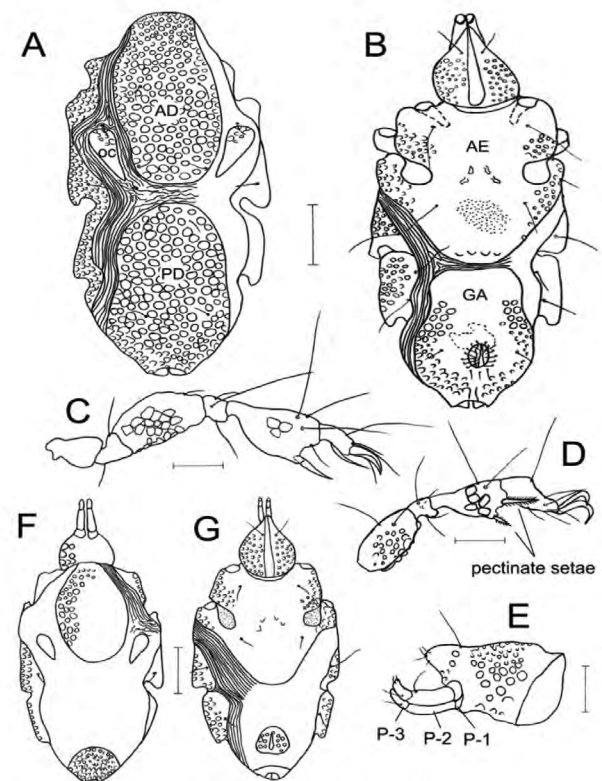 A
AD
OC
PD
B
AE
GA
C
D
pectinate setae
E
P-3 P-2 P-1
F
G